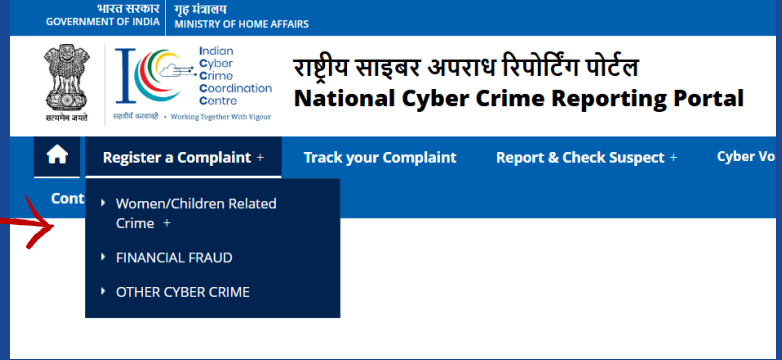 भारत सरकार
GOVERNMENT OF INDIA
गृह मंत्रालय
MINISTRY OF HOME AFFAIRS
सत्यमेव जयते
Indian
Cyber
Crime
Coordination
Centre
• Working Together With Vigour
राष्ट्रीय साइबर अपराध रिपोर्टिंग पोर्टल
National Cyber Crime Reporting Portal
Register a Complaint +
Track your Complaint
Report & Check Suspect +
Cyber Vo
Cont
Women/Children Related
Crime +
FINANCIAL FRAUD
OTHER CYBER CRIME